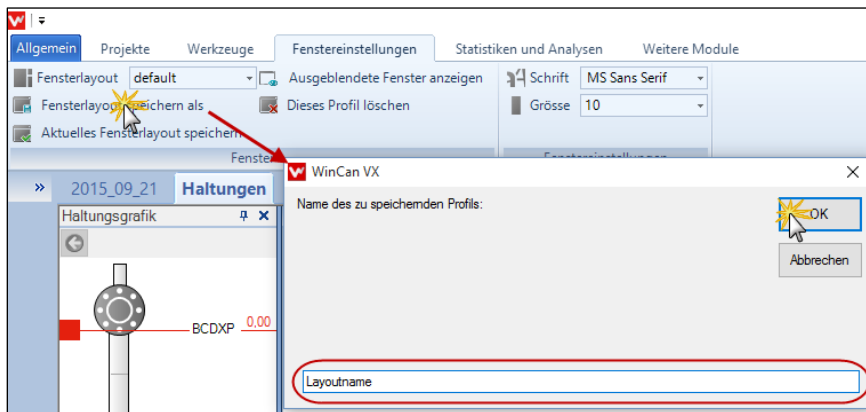 Allgemein Projekte Werkzeuge Fenstereinstellungen Statistiken und Analysen Weitere Module
Fensterlayout default Ausgeblendete Fenster anzeigen Schrift MS Sans Serif
Fensterlayout speichern als Dieses Profil löschen Grösse 10
Aktuelles Fensterlayout speichern
Fenster Fenstereinstellungen
WinCan VX
» 2015_09_21 Haltungen
Name des zu speichernden Profils:
OK
Haltungsgrafik
Abbrechen
BCDXP 0,00
Layoutname